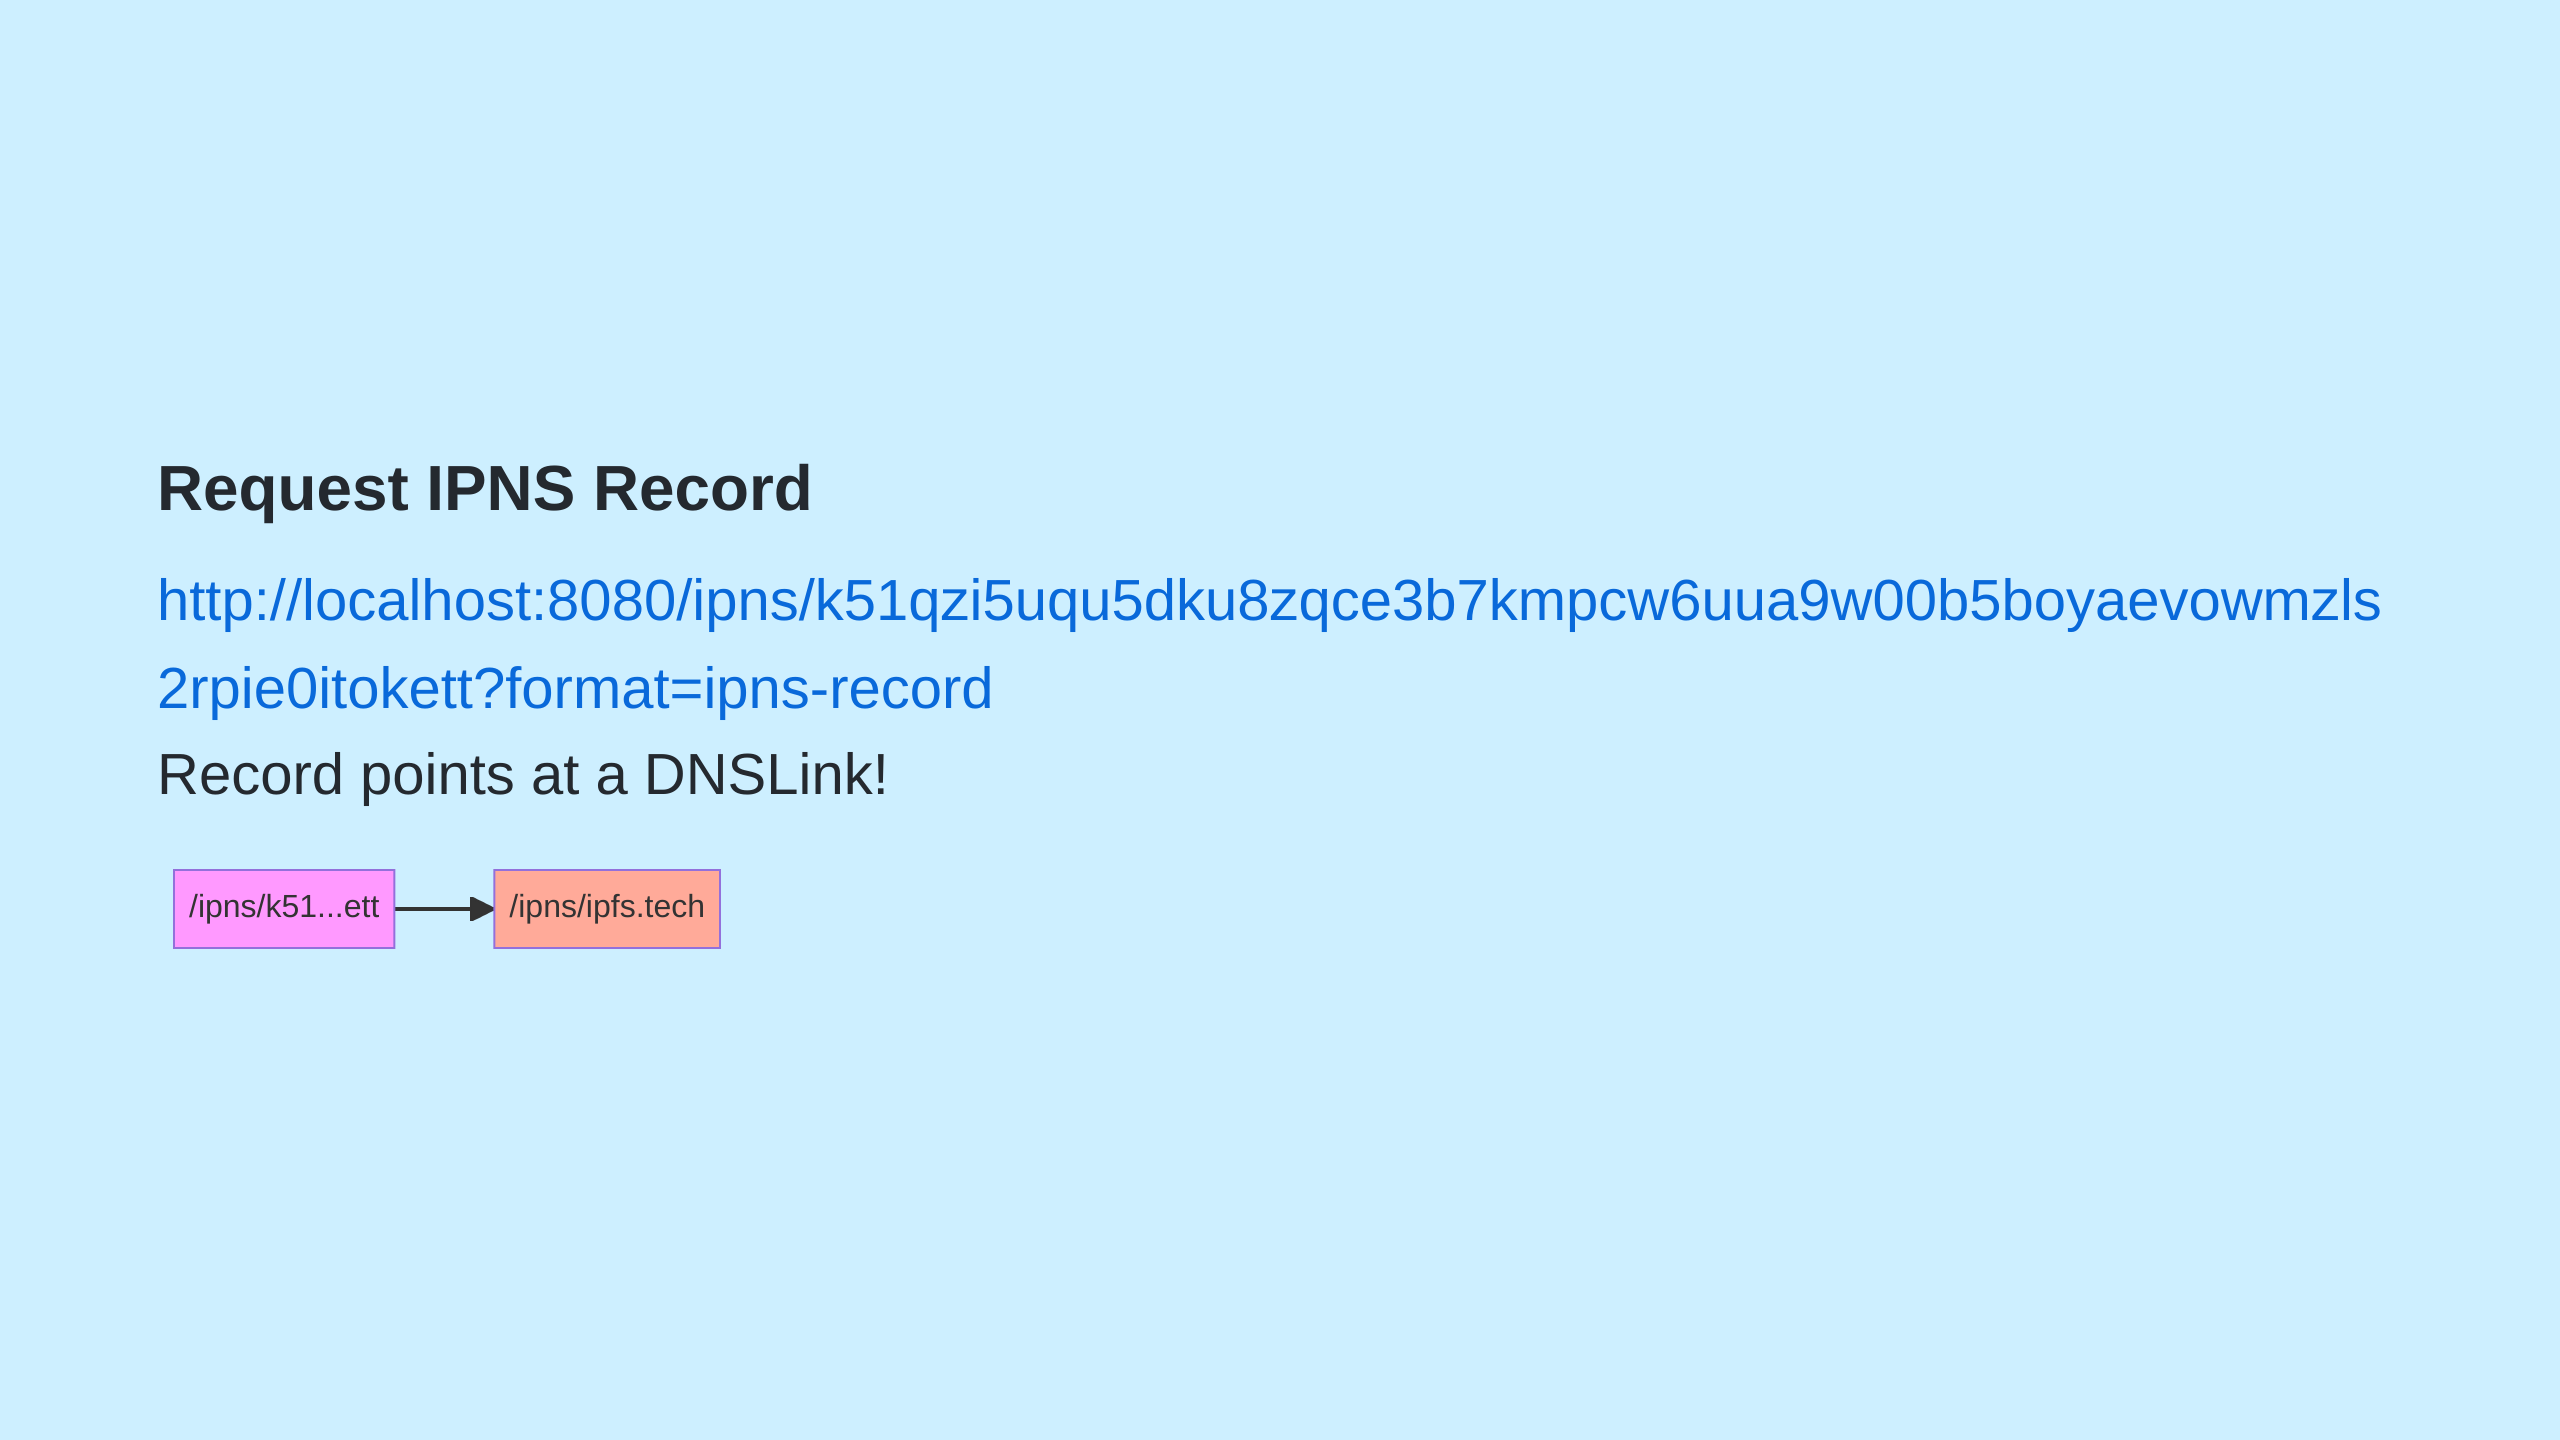 Request IPNS Record
http://localhost:8080/ipns/k51qzi5uqu5dku8zqce3b7kmpcw6uua9w00b5boyaevowmzls
2rpie0itokett?format=ipns-record
Record points at a DNSLink!
/ipns/k51...ett
/ipns/ipfs.tech